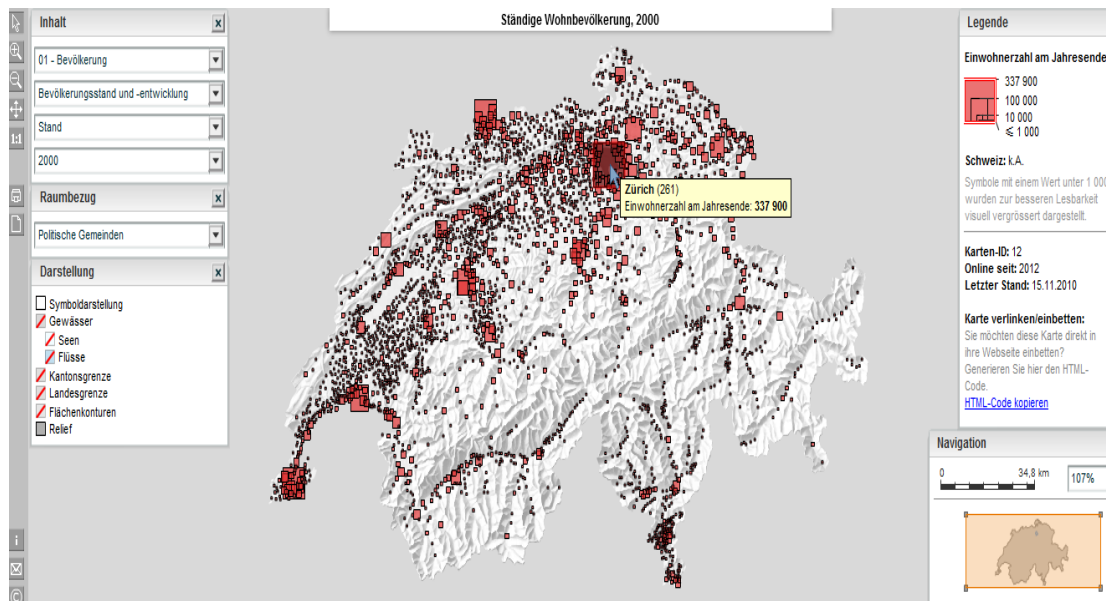 Ständige Wohnbevölkerung, 2000
Inhalt
x
01 - Bevölkerung
Bevölkerungsstand und -entwicklung
Stand
2000
Raumbezug
x
Politische Gemeinden
Darstellung
x
Symboldarstellung
Gewässer
Seen
Flüsse
Kantonsgrenze
Landesgrenze
Flächenkonturen
Relief
1:1
i
©
Zürich (261)
Einwohnerzahl am Jahresende: 337 900
Legende
Einwohnerzahl am Jahresende
337 900
100 000
10 000
⩽ 1 000
Schweiz: k.A.
Symbole mit einem Wert unter 1 000
wurden zur besseren Lesbarkeit
visuell vergrössert dargestellt.
Karten-ID: 12
Online seit: 2012
Letzter Stand: 15.11.2010
Karte verlinken/einbetten:
Sie möchten diese Karte direkt in
ihre Webseite einbetten?
Generieren Sie hier den HTML-
Code.
HTML-Code kopieren
Navigation
0 34,8 km
107%